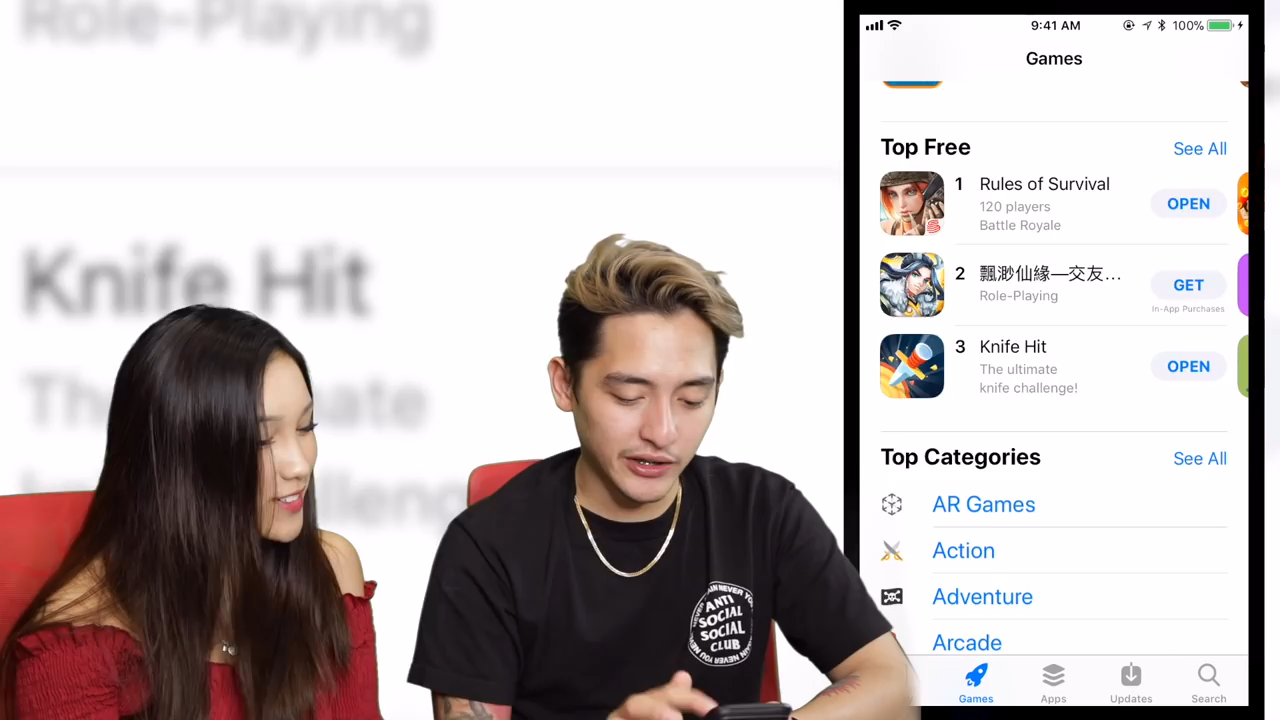 Role-Playing
Knife Hit
9:41 AM
100%
Games
Top Free
See All
1
Rules of Survival
120 players
Battle Royale
OPEN
2
飄渺仙緣—交友…
Role-Playing
GET
In-App Purchases
3
Knife Hit
The ultimate
knife challenge!
OPEN
Top Categories
See All
AR Games
Action
Adventure
Arcade
Games
Apps
Updates
Search
ANTI
SOCIAL
SOCIAL
CLUB